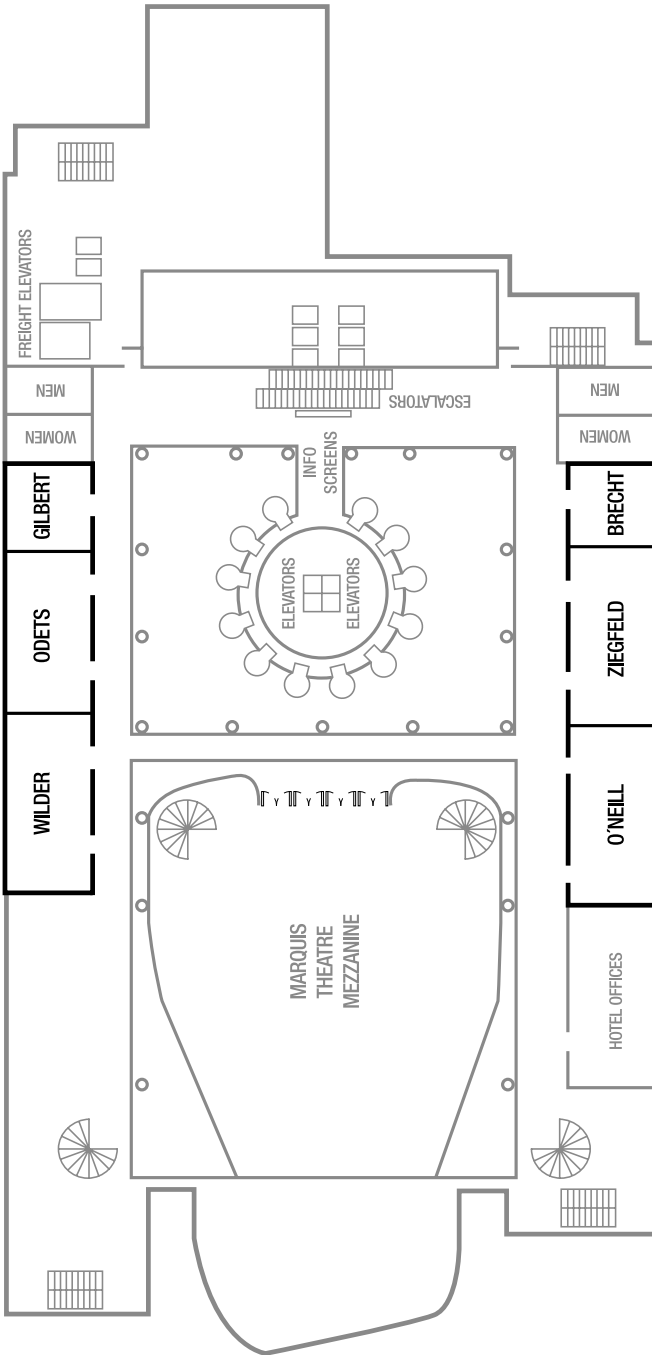 FREIGHT ELEVATORS
MEN
WOMEN
ESCALATORS
MEN
WOMEN
INFO
SCREENS
GILBERT
BRECHT
ELEVATORS
ELEVATORS
ODETS
ZIEGFELD
WILDER
O´NEILL
MARQUIS
THEATRE
MEZZANINE
HOTEL OFFICES